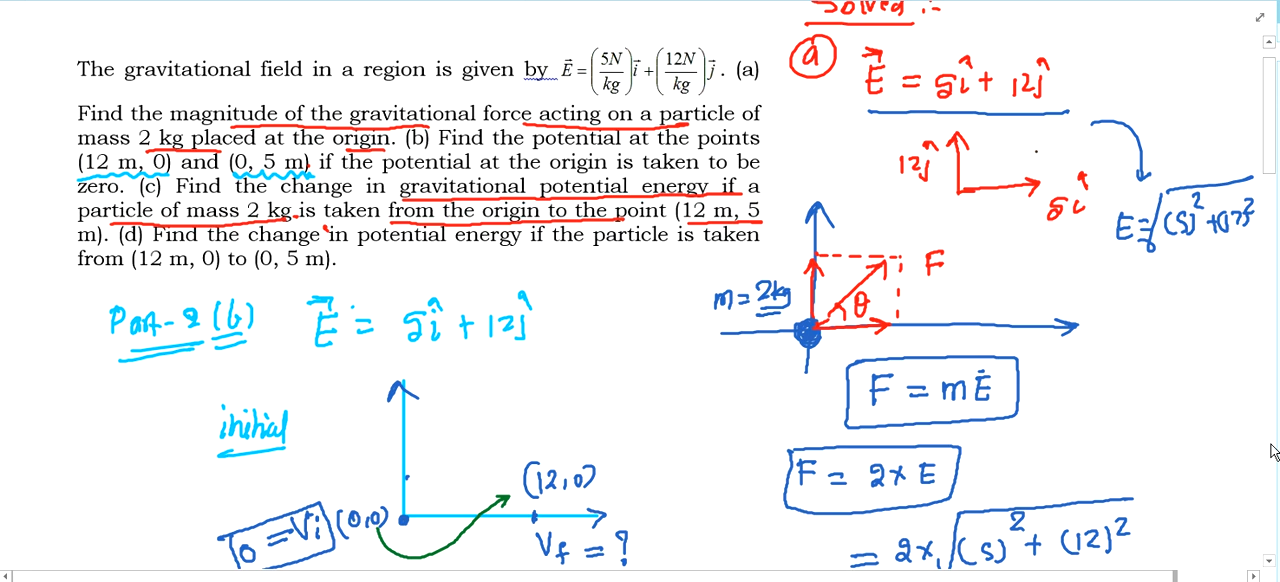 The gravitational field in a region is given by E⃗ = (5N/kg) i⃗ + (12N/kg) j⃗ . (a)
Find the magnitude of the gravitational force acting on a particle of
mass 2 kg placed at the origin. (b) Find the potential at the points
(12 m, 0) and (0, 5 m) if the potential at the origin is taken to be
zero. (c) Find the change in gravitational potential energy if a
particle of mass 2 kg is taken from the origin to the point (12 m, 5
m). (d) Find the change in potential energy if the particle is taken
from (12 m, 0) to (0, 5 m).
Part-2 (b) E⃗ = 5î + 12ĵ
initial
(12,0)
0 = Vi (0,0)
Vf = ?
Solved :-
(a) E⃗ = 5î + 12ĵ
12ĵ
5î
E = √(5)² + (12)²
F
m = 2kg
θ
F = mE⃗
F = 2 × E
= 2 × √(5)² + (12)²